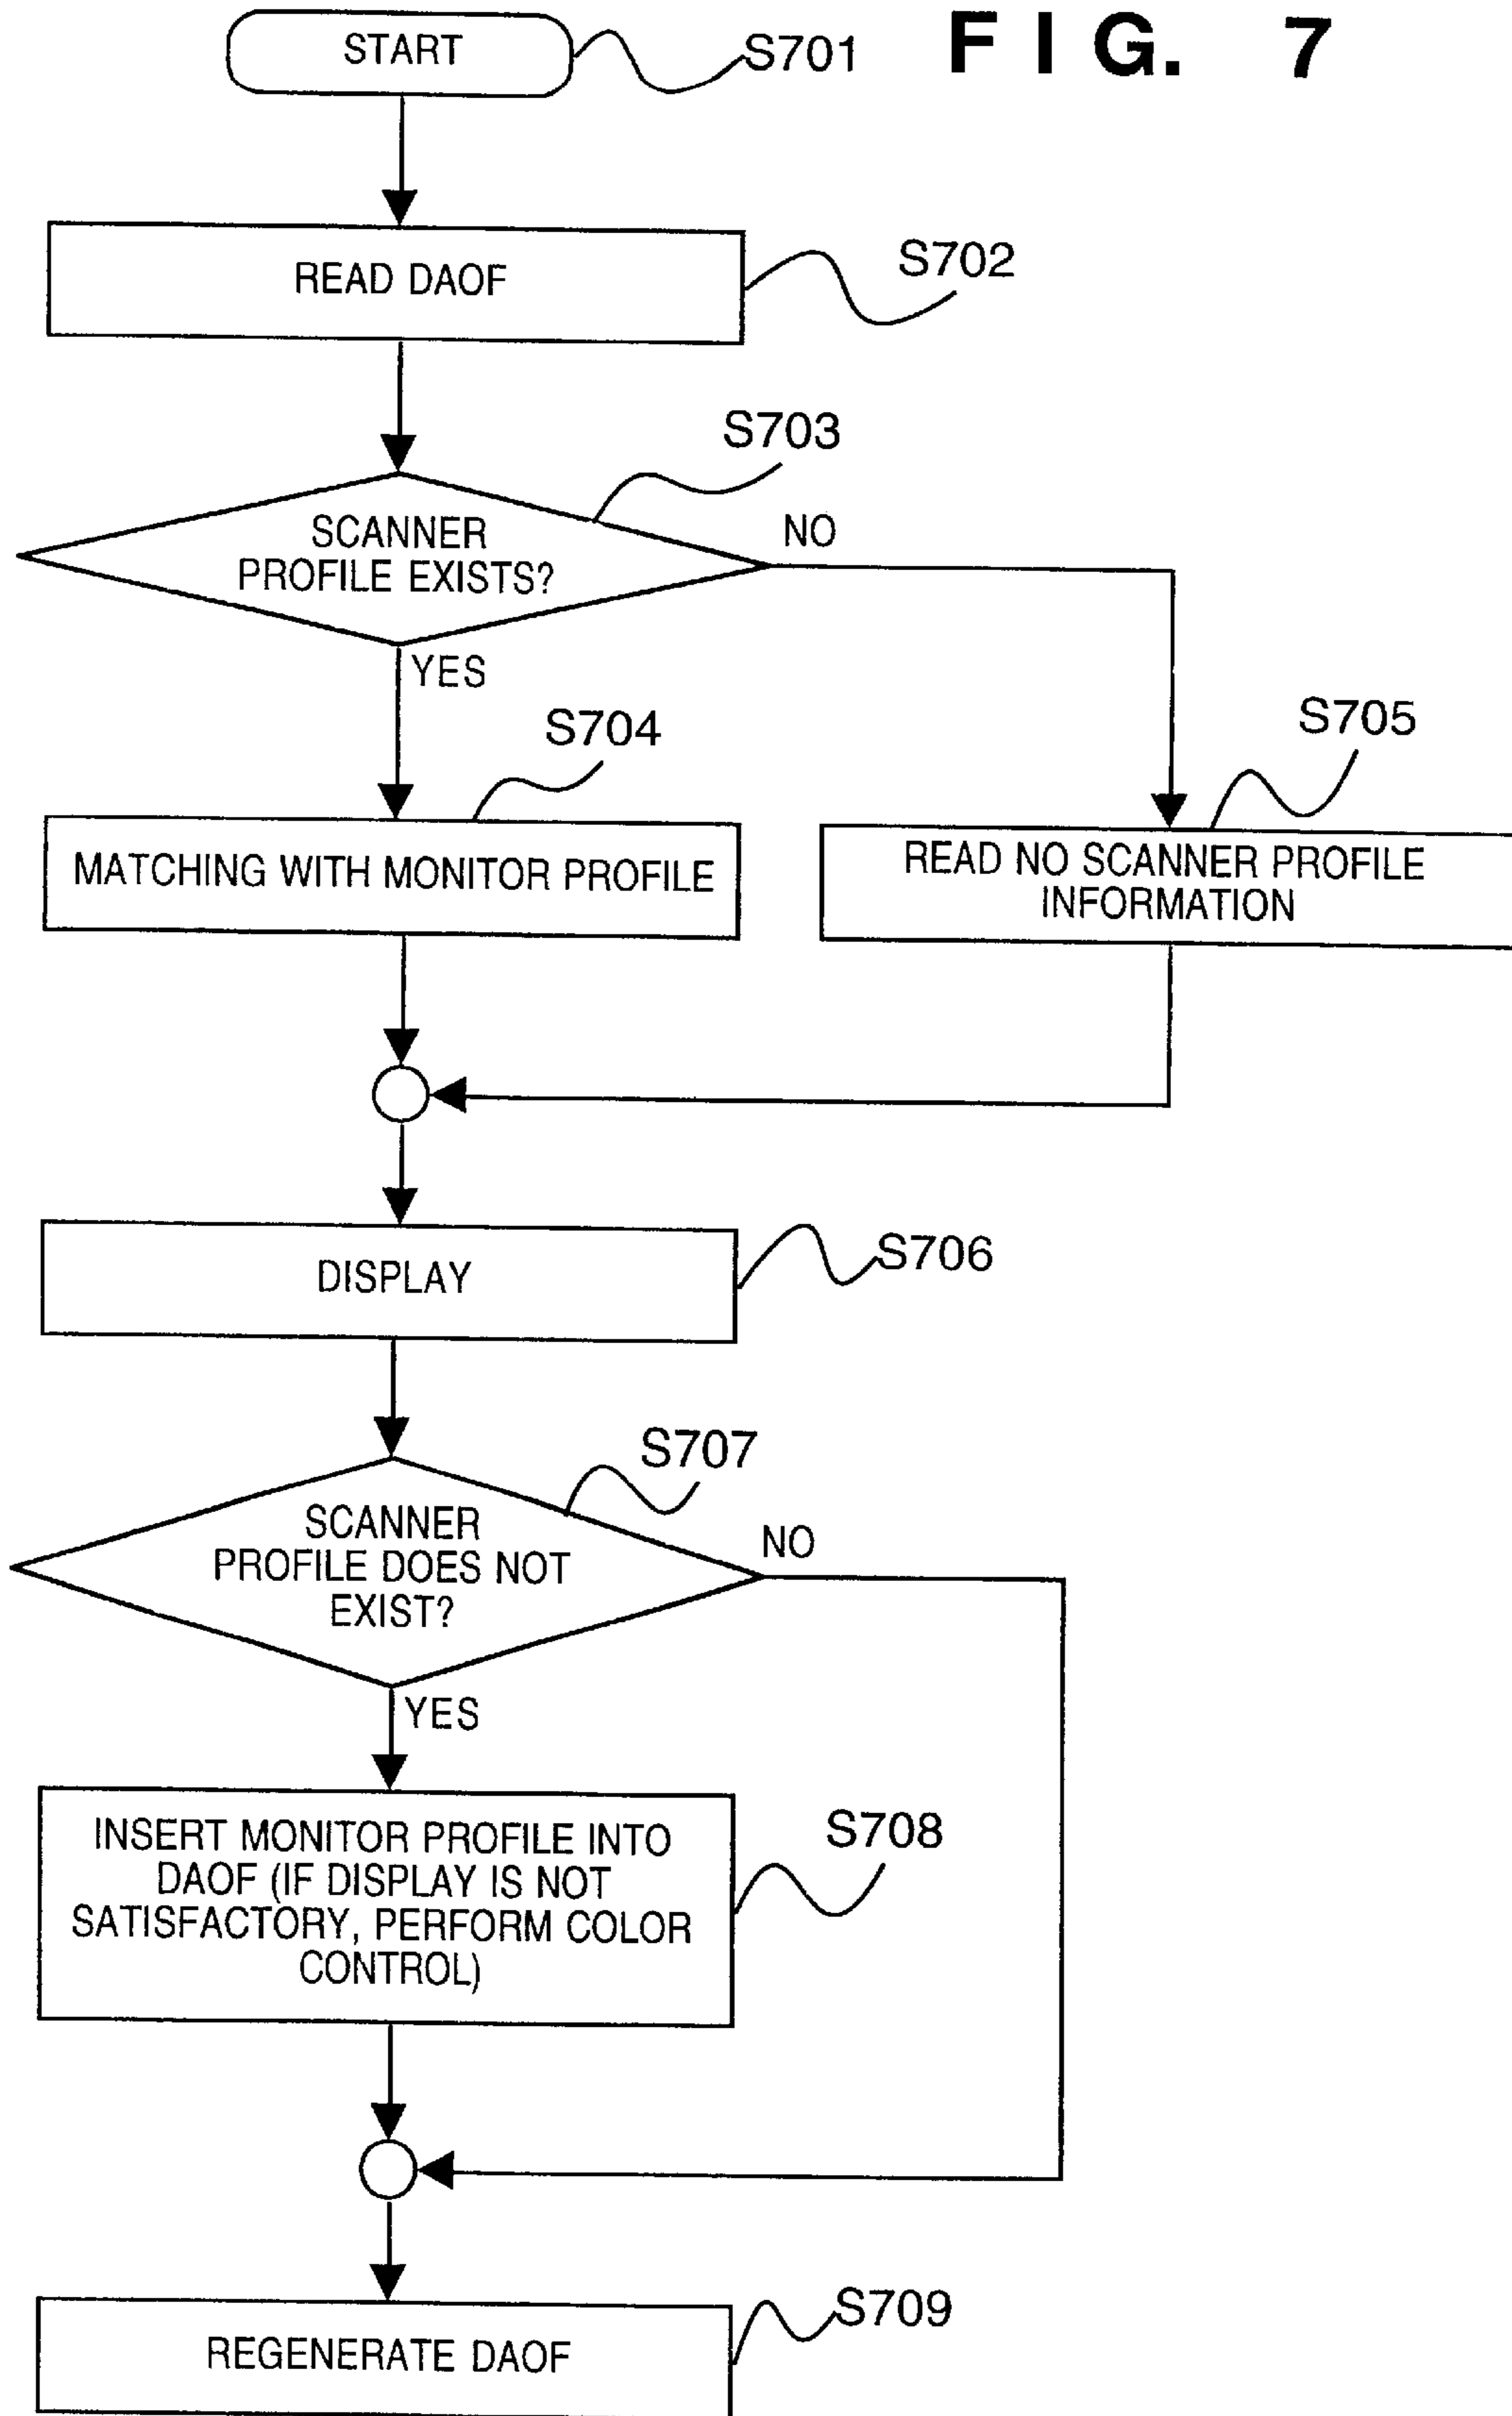 START
S701
FIG. 7
READ DAOF
S702
S703
SCANNER
PROFILE EXISTS?
NO
YES
S704
S705
MATCHING WITH MONITOR PROFILE
READ NO SCANNER PROFILE
INFORMATION
DISPLAY
S706
S707
SCANNER
PROFILE DOES NOT
EXIST?
NO
YES
INSERT MONITOR PROFILE INTO
DAOF (IF DISPLAY IS NOT
SATISFACTORY, PERFORM COLOR
CONTROL)
S708
REGENERATE DAOF
S709